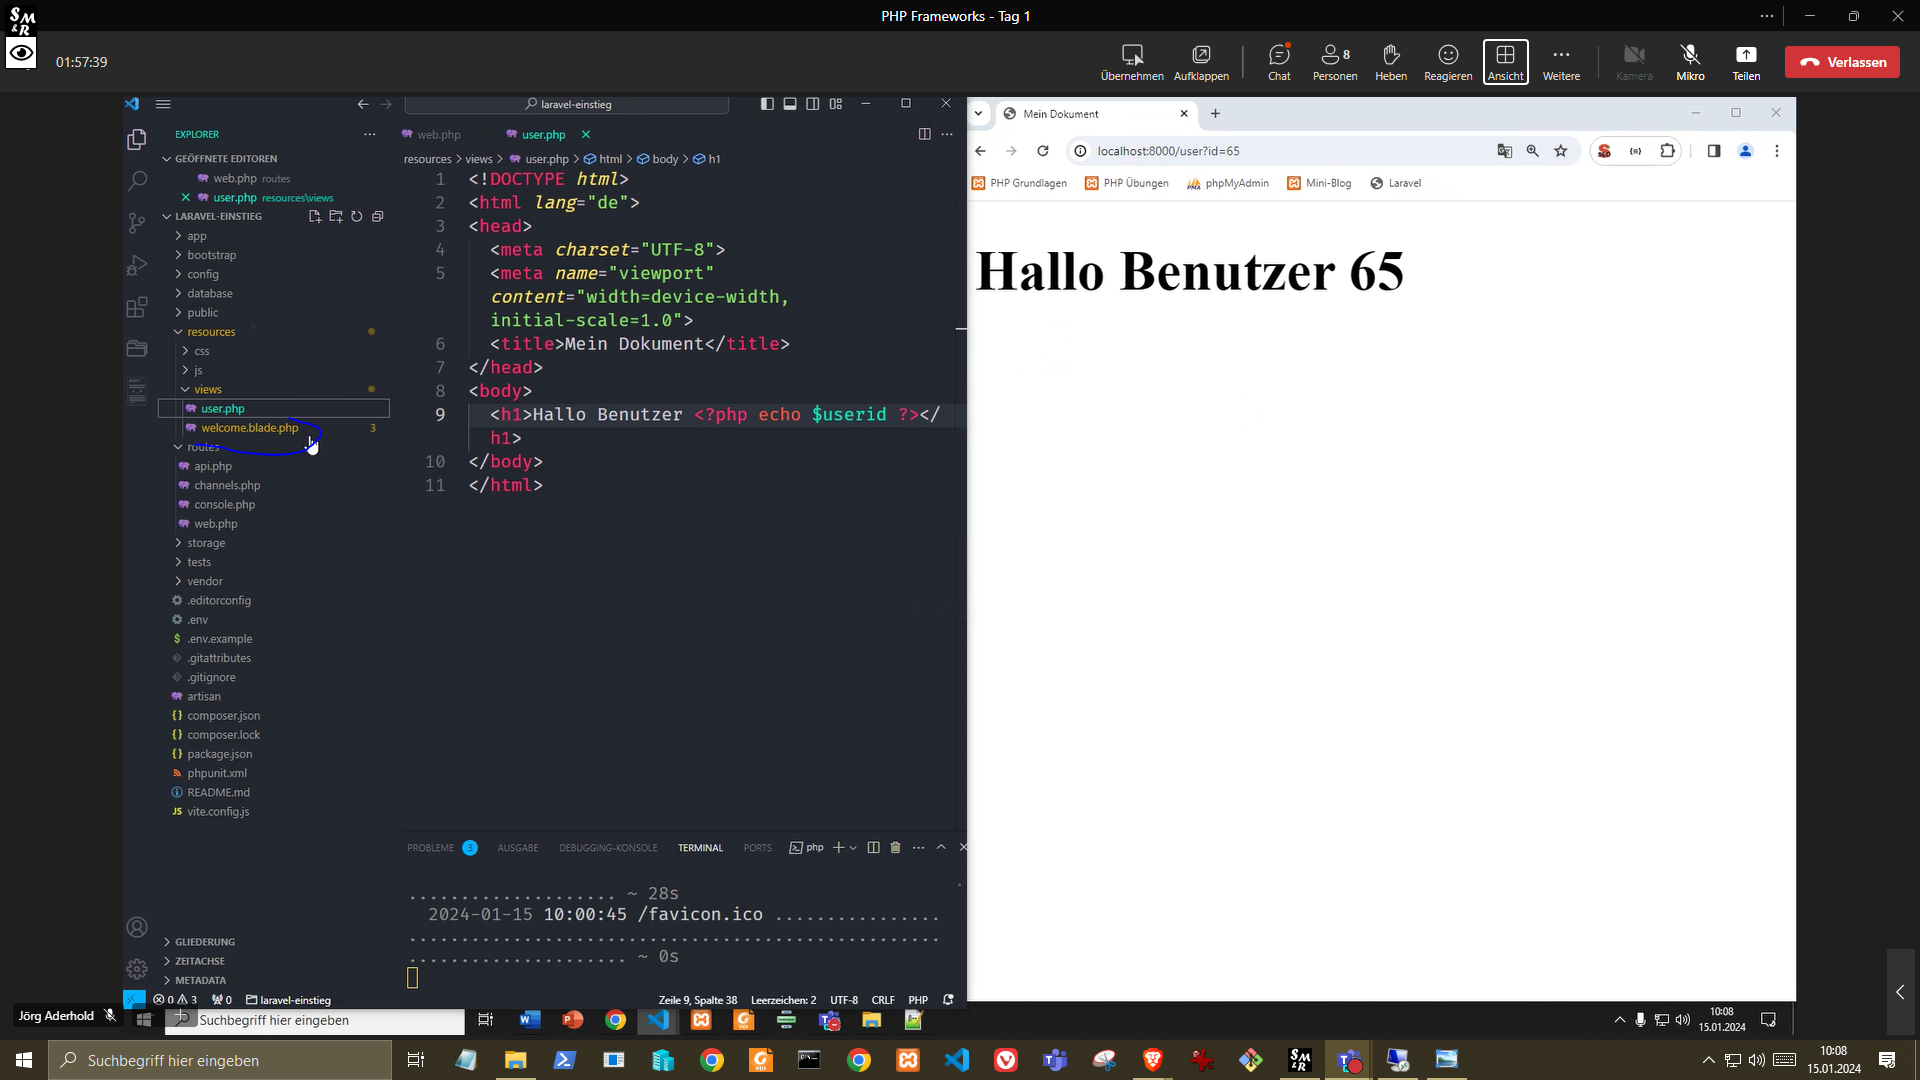 SM
&R
PHP Frameworks - Tag 1
01:57:39
Übernehmen
Aufklappen
Chat
8
Personen
Heben
Reagieren
Ansicht
Weitere
Kamera
Mikro
Teilen
Verlassen
laravel-einstieg
EXPLORER
GEÖFFNETE EDITOREN
web.php routes
user.php resources\views
LARAVEL-EINSTIEG
app
bootstrap
config
database
public
resources
css
js
views
user.php
welcome.blade.php 3
routes
api.php
channels.php
console.php
web.php
storage
tests
vendor
.editorconfig
.env
.env.example
.gitattributes
.gitignore
artisan
composer.json
composer.lock
package.json
phpunit.xml
README.md
JS vite.config.js
GLIEDERUNG
ZEITACHSE
METADATA
web.php
user.php
resources > views > user.php > html > body > h1
1 <!DOCTYPE html>
2 <html lang="de">
3 <head>
4 <meta charset="UTF-8">
5 <meta name="viewport"
content="width=device-width,
initial-scale=1.0">
6 <title>Mein Dokument</title>
7 </head>
8 <body>
9 <h1>Hallo Benutzer <?php echo $userid ?></
h1>
10 </body>
11 </html>
PROBLEME 3
AUSGABE
DEBUGGING-KONSOLE
TERMINAL
PORTS
php
.................... ~ 28s
2024-01-15 10:00:45 /favicon.ico ................
...................................................
..................... ~ 0s
0 3
0
laravel-einstieg
Zeile 9, Spalte 38
Leerzeichen: 2
UTF-8
CRLF
PHP
Mein Dokument
localhost:8000/user?id=65
PHP Grundlagen
PHP Übungen
phpMyAdmin
Mini-Blog
Laravel
Hallo Benutzer 65
Jörg Aderhold
Suchbegriff hier eingeben
10:08
15.01.2024
Suchbegriff hier eingeben
10:08
15.01.2024